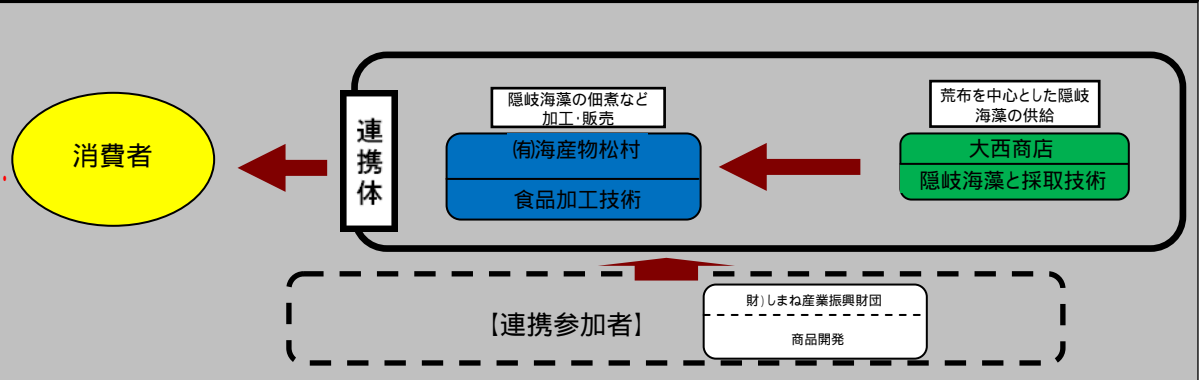 消費者
連携体
隠岐海藻の佃煮など
加工・販売
㈲海産物松村
食品加工技術
荒布を中心とした隠岐
海藻の供給
大西商店
隠岐海藻と採取技術
【連携参加者】
財)しまね産業振興財団
商品開発